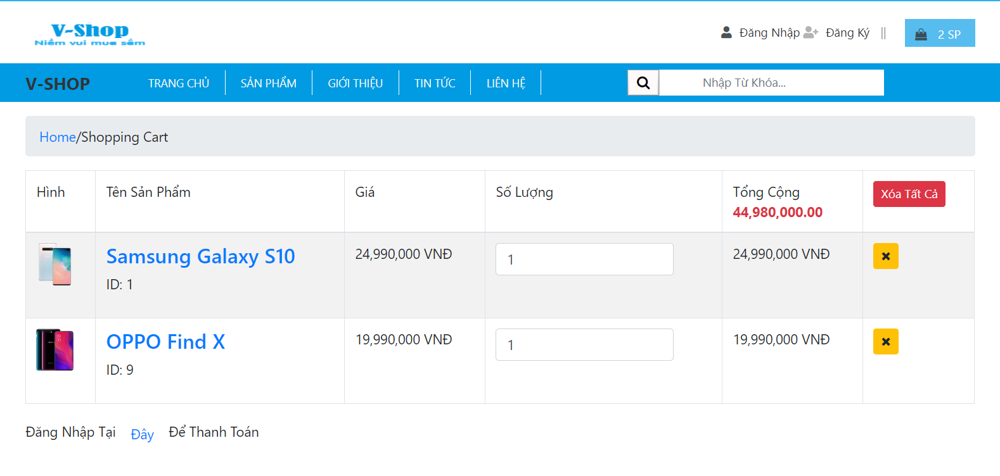 V-Shop
Niềm vui mua sắm
Đăng Nhập Đăng Ký || 2 SP
V-SHOP TRANG CHỦ SẢN PHẨM GIỚI THIỆU TIN TỨC LIÊN HỆ Nhập Từ Khóa...
Home/Shopping Cart
Hình Tên Sản Phẩm Giá Số Lượng Tổng Cộng Xóa Tất Cả
44,980,000.00
Samsung Galaxy S10 24,990,000 VNĐ 1 24,990,000 VNĐ
ID: 1
OPPO Find X 19,990,000 VNĐ 1 19,990,000 VNĐ
ID: 9
Đăng Nhập Tại Đây Để Thanh Toán